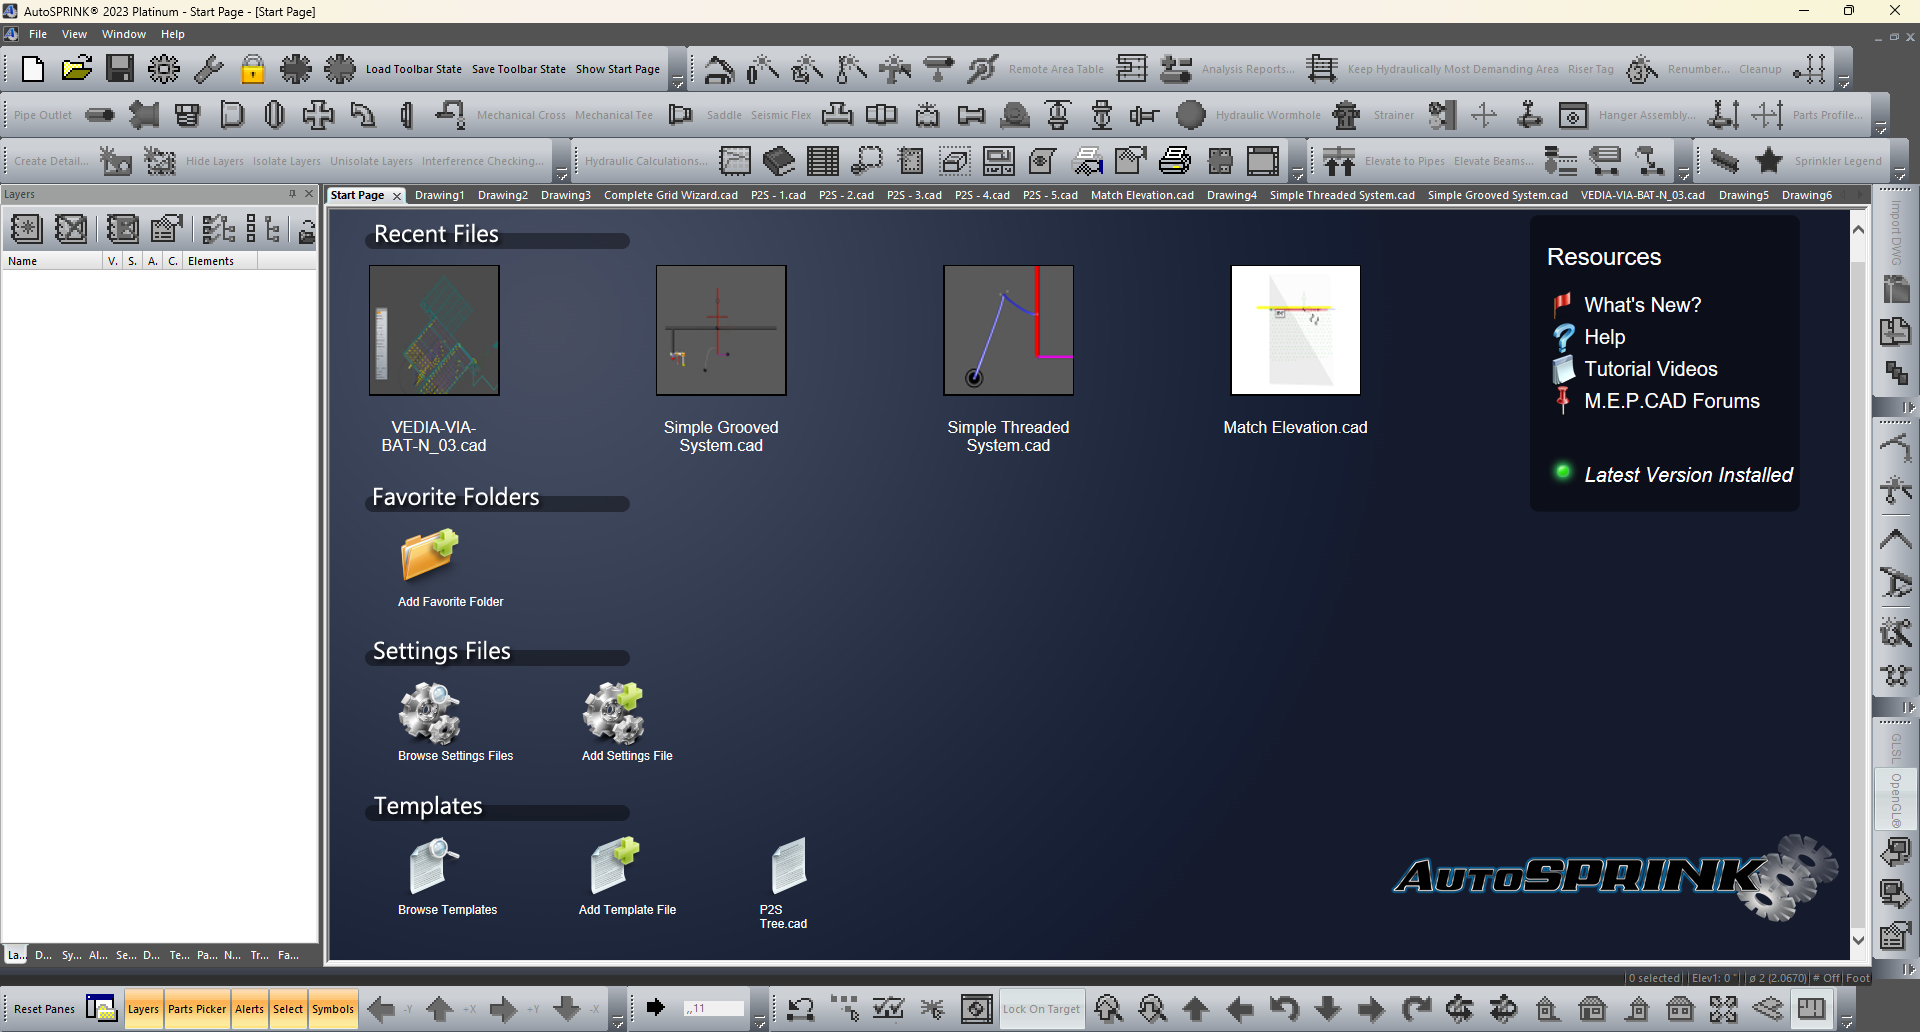 AutoSPRINK® 2023 Platinum - Start Page - [Start Page]
File View Window Help
Load Toolbar State Save Toolbar State Show Start Page Remote Area Table Analysis Reports... Keep Hydraulically Most Demanding Area Riser Tag Renumber... Cleanup
Pipe Outlet Mechanical Cross Mechanical Tee Saddle Seismic Flex Hydraulic Wormhole Strainer Hanger Assembly... Parts Profile...
Create Detail... Hide Layers Isolate Layers Unisolate Layers Interference Checking... Hydraulic Calculations... Elevate to Pipes Elevate Beams... Sprinkler Legend
Layers
Start Page Drawing1 Drawing2 Drawing3 Complete Grid Wizard.cad P2S - 1.cad P2S - 2.cad P2S - 3.cad P2S - 4.cad P2S - 5.cad Match Elevation.cad Drawing4 Simple Threaded System.cad Simple Grooved System.cad VEDIA-VIA-BAT-N_03.cad Drawing5 Drawing6
Name V. S. A. C. Elements
Recent Files
VEDIA-VIA-
BAT-N_03.cad
Simple Grooved
System.cad
Simple Threaded
System.cad
Match Elevation.cad
Resources
What's New?
Help
Tutorial Videos
M.E.P.CAD Forums
Latest Version Installed
Favorite Folders
Add Favorite Folder
Settings Files
Browse Settings Files
Add Settings File
Templates
Browse Templates
Add Template File
P2S
Tree.cad
AutoSPRINK
Import DWG
GLSL
OpenGL®
La... D... Sy... Al... Se... D... Te... Pa... N... Tr... Fa...
0 selected Elev1: 0 " ø 2 (2.0670) # Off Foot
Reset Panes Layers Parts Picker Alerts Select Symbols -Y +X +Y -X ,,11 Lock On Target